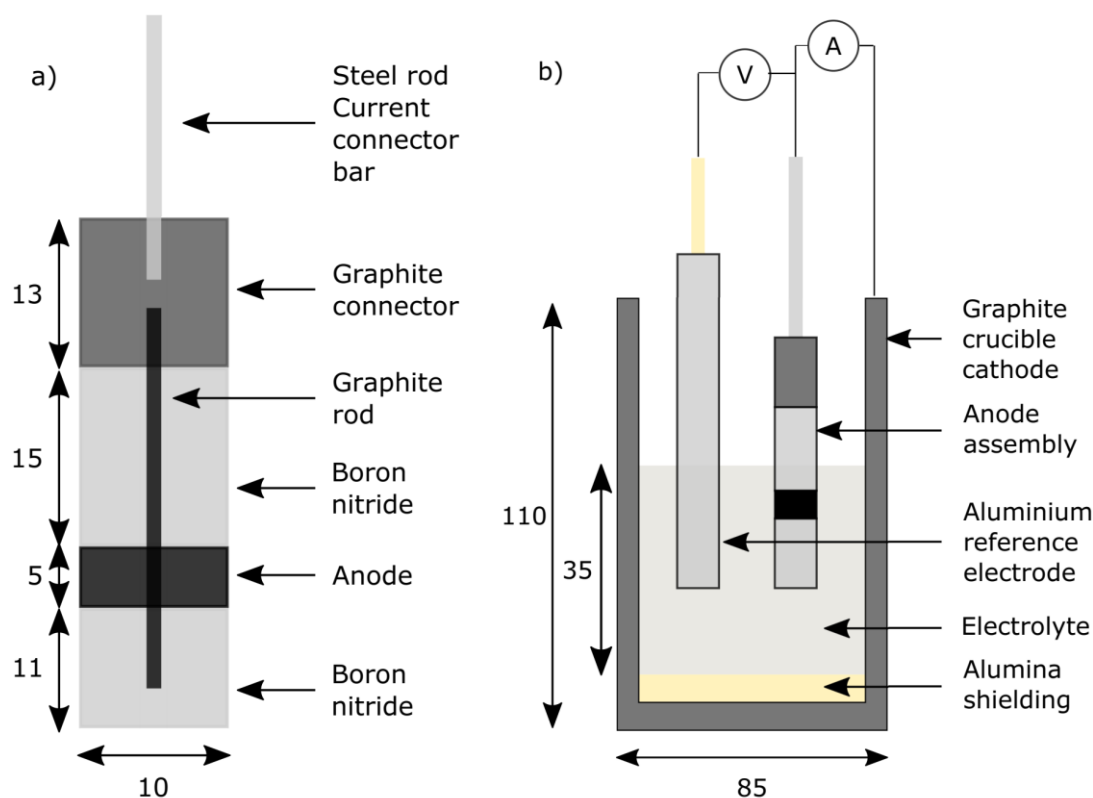 a)
Steel rod
Current
connector
bar
13
Graphite
connector
Graphite
rod
15
Boron
nitride
5
Anode
11
Boron
nitride
10
b)
V
A
Graphite
crucible
cathode
Anode
assembly
110
35
Aluminium
reference
electrode
Electrolyte
Alumina
shielding
85